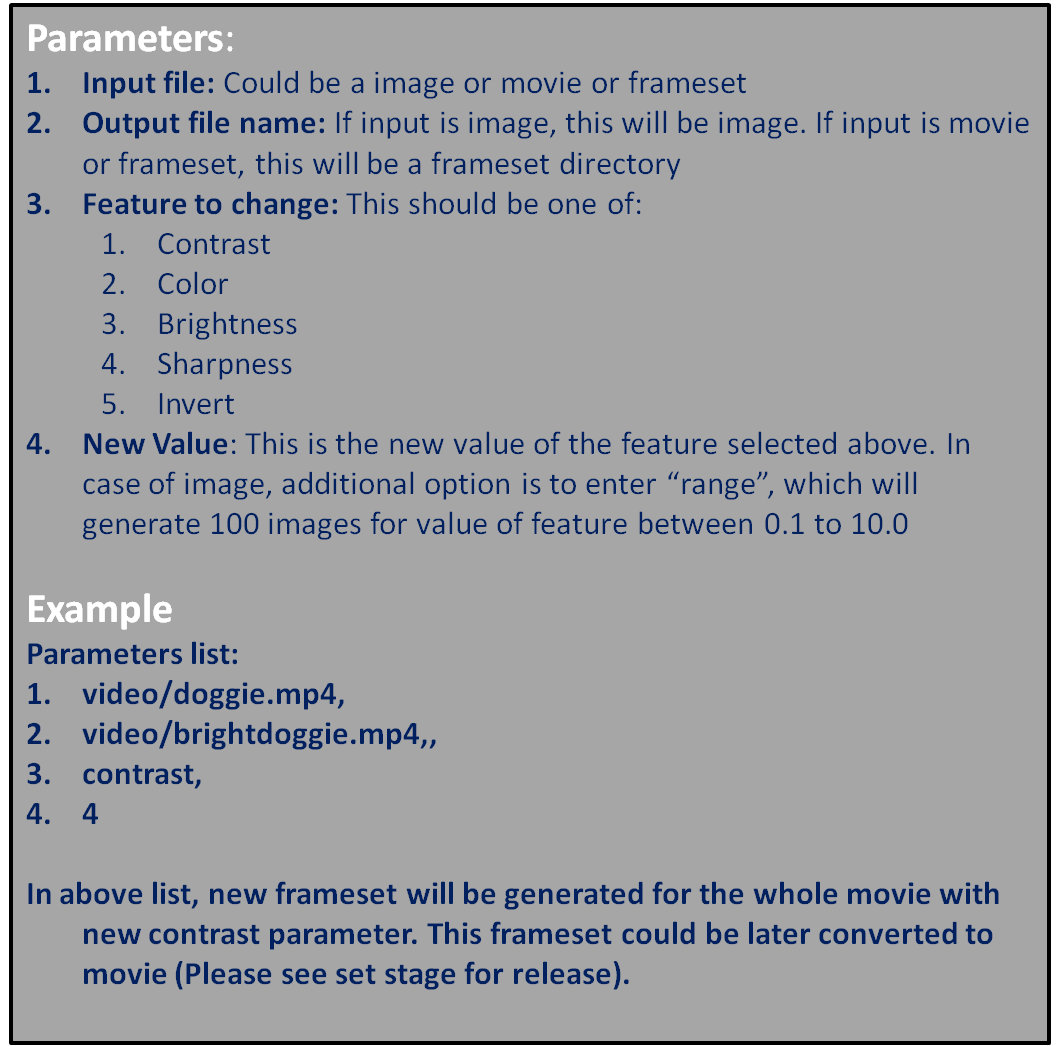 Parameters:
1. Input file: Could be a image or movie or frameset
2. Output file name: If input is image, this will be image. If input is movie
or frameset, this will be a frameset directory
3. Feature to change: This should be one of:
1. Contrast
2. Color
3. Brightness
4. Sharpness
5. Invert
4. New Value: This is the new value of the feature selected above. In
case of image, additional option is to enter “range”, which will
generate 100 images for value of feature between 0.1 to 10.0
Example
Parameters list:
1. video/doggie.mp4,
2. video/brightdoggie.mp4,,
3. contrast,
4. 4
In above list, new frameset will be generated for the whole movie with
new contrast parameter. This frameset could be later converted to
movie (Please see set stage for release).